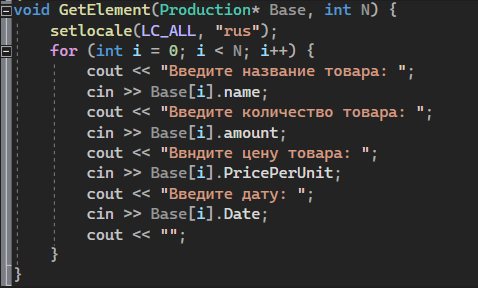 void GetElement(Production* Base, int N) {
setlocale(LC_ALL, "rus");
for (int i = 0; i < N; i++) {
cout << "Введите название товара: ";
cin >> Base[i].name;
cout << "Введите количество товара: ";
cin >> Base[i].amount;
cout << "Ввндите цену товара: ";
cin >> Base[i].PricePerUnit;
cout << "Введите дату: ";
cin >> Base[i].Date;
cout << "";
}
}